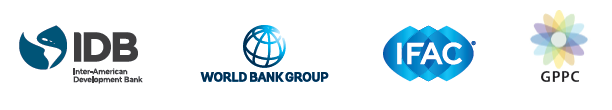 IDB
Inter-American
Development Bank
WORLD BANK GROUP
IFAC
GPPC